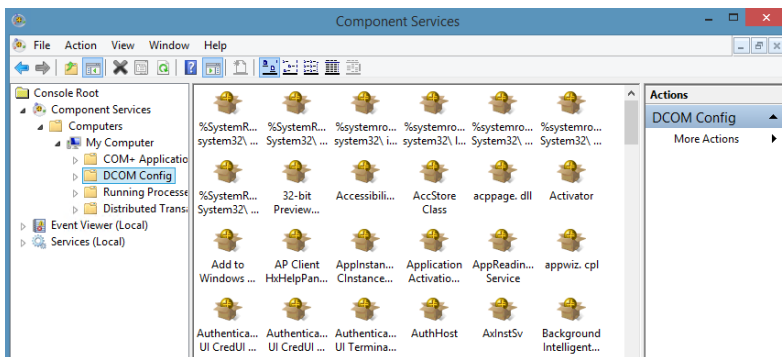 Component Services
File Action View Window Help
Console Root
Component Services
Computers
My Computer
COM+ Applicatio
DCOM Config
Running Processe
Distributed Trans
Event Viewer (Local)
Services (Local)
%SystemR... %SystemR... %systemro... %systemro... %systemro... %systemro...
system32\ ... System32\ ... system32\ i... system32\ l... System32\ ... System32\ ...
%SystemR... 32-bit Accessibili... AccStore acppage. dll Activator
System32\ ... Preview... Class
Add to AP Client AppInstan... Application AppReadin... appwiz. cpl
Windows ... HxHelpPan... CInstance... Activatio... Service
Authentica... Authentica... Authentica... AuthHost AxInstSv Background
UI CredUI ... UI CredUI ... UI Termina... Intelligent...
Actions
DCOM Config
More Actions